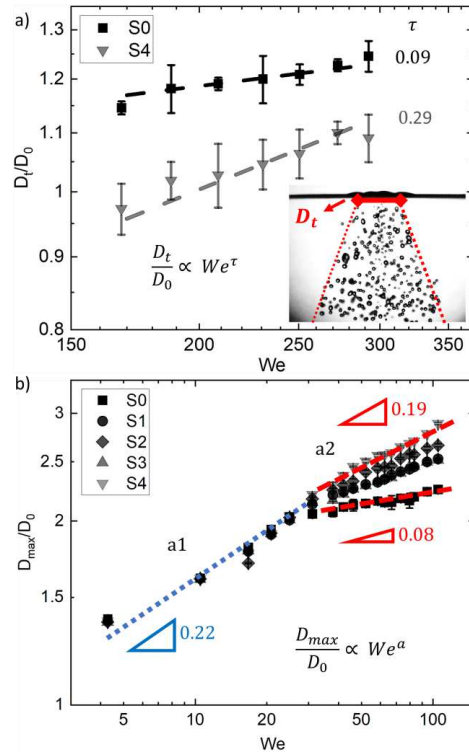 a)
S0
S4
τ
0.09
0.29
D_t/D_0
1.3
1.2
1.1
1
0.9
0.8
D_t
D_t/D_0 ∝ We^τ
150
200
250
300
350
We
b)
S0
S1
S2
S3
S4
D_max/D_0
3
2.5
2
1.5
1
a1
a2
0.19
0.08
0.22
D_max/D_0 ∝ We^a
5
10
50
100
We